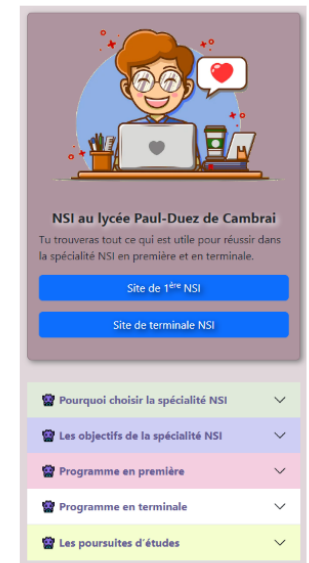 NSI au lycée Paul-Duez de Cambrai
Tu trouveras tout ce qui est utile pour réussir dans
la spécialité NSI en première et en terminale.
Site de 1ère NSI
Site de terminale NSI
Pourquoi choisir la spécialité NSI
Les objectifs de la spécialité NSI
Programme en première
Programme en terminale
Les poursuites d'études